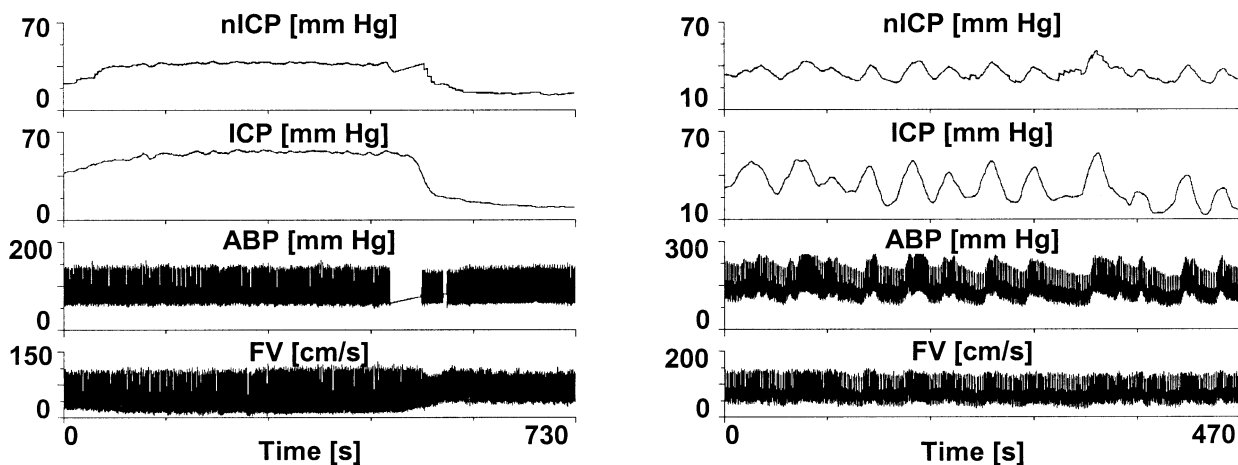 70
nICP [mm Hg]
0
70
ICP [mm Hg]
0
200
ABP [mm Hg]
0
150
FV [cm/s]
0
0
730
Time [s]
70
nICP [mm Hg]
10
70
ICP [mm Hg]
10
300
ABP [mm Hg]
0
200
FV [cm/s]
0
0
470
Time [s]